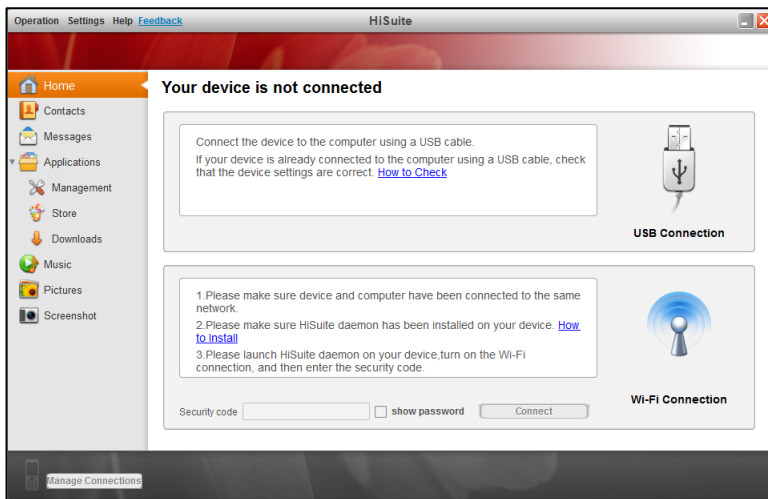 Operation Settings Help Feedback
HiSuite
Home
Contacts
Messages
Applications
Management
Store
Downloads
Music
Pictures
Screenshot
Your device is not connected
Connect the device to the computer using a USB cable.
If your device is already connected to the computer using a USB cable, check
that the device settings are correct. How to Check
USB Connection
1.Please make sure device and computer have been connected to the same
network.
2.Please make sure HiSuite daemon has been installed on your device. How
to Install
3.Please launch HiSuite daemon on your device,turn on the Wi-Fi
connection, and then enter the security code.
Wi-Fi Connection
Security code
show password
Connect
Manage Connections